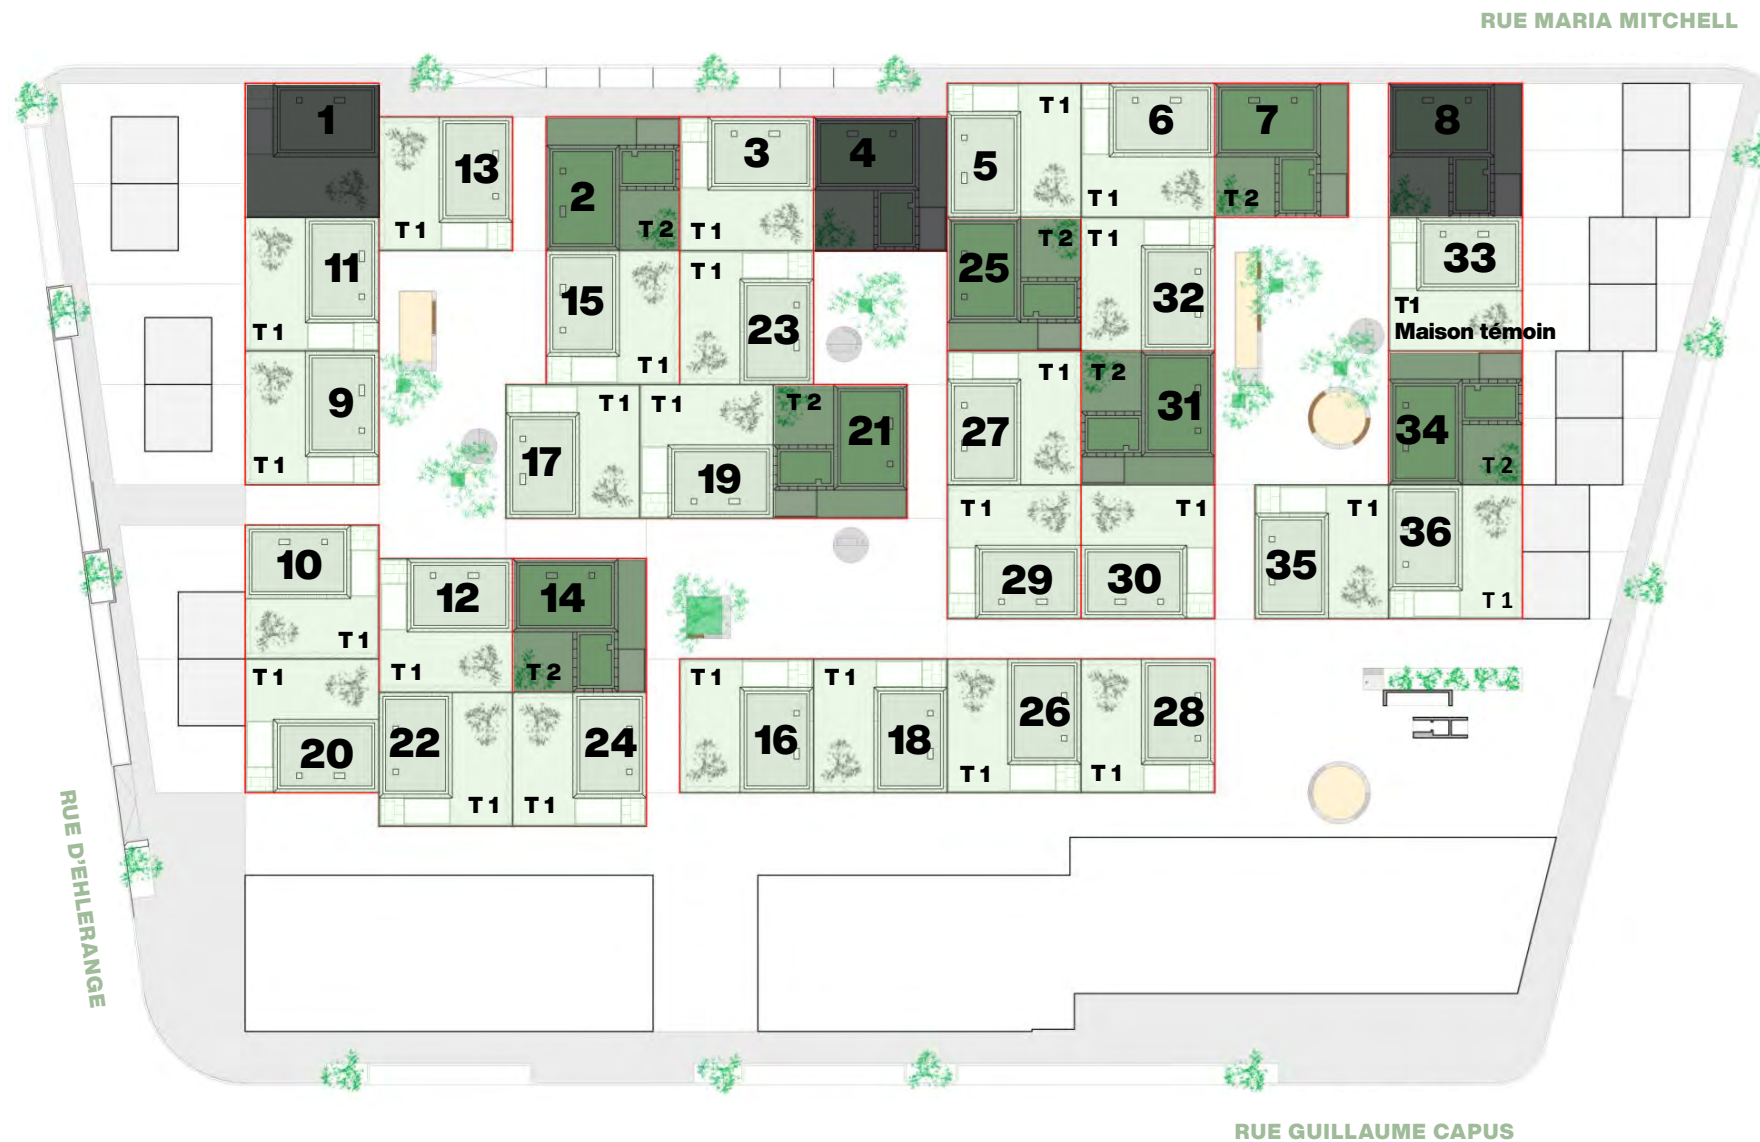 RUE MARIA MITCHELL
1
T1
6
7
8
13
3
4
5
2
T1
T2
T1
T2
T1
11
T1
T2
T1
25
33
15
T1
32
23
T1
Maison témoin
T1
T1
T1
T2
9
T1
T1
T2
31
27
21
34
17
19
T1
T2
T1
T1
T1
36
10
35
12
14
29
30
T1
T1
T1
T2
T1
T1
T1
26
28
16
18
20
22
24
T1
T1
T1
T1
RUE D'EHLERANGE
RUE GUILLAUME CAPUS